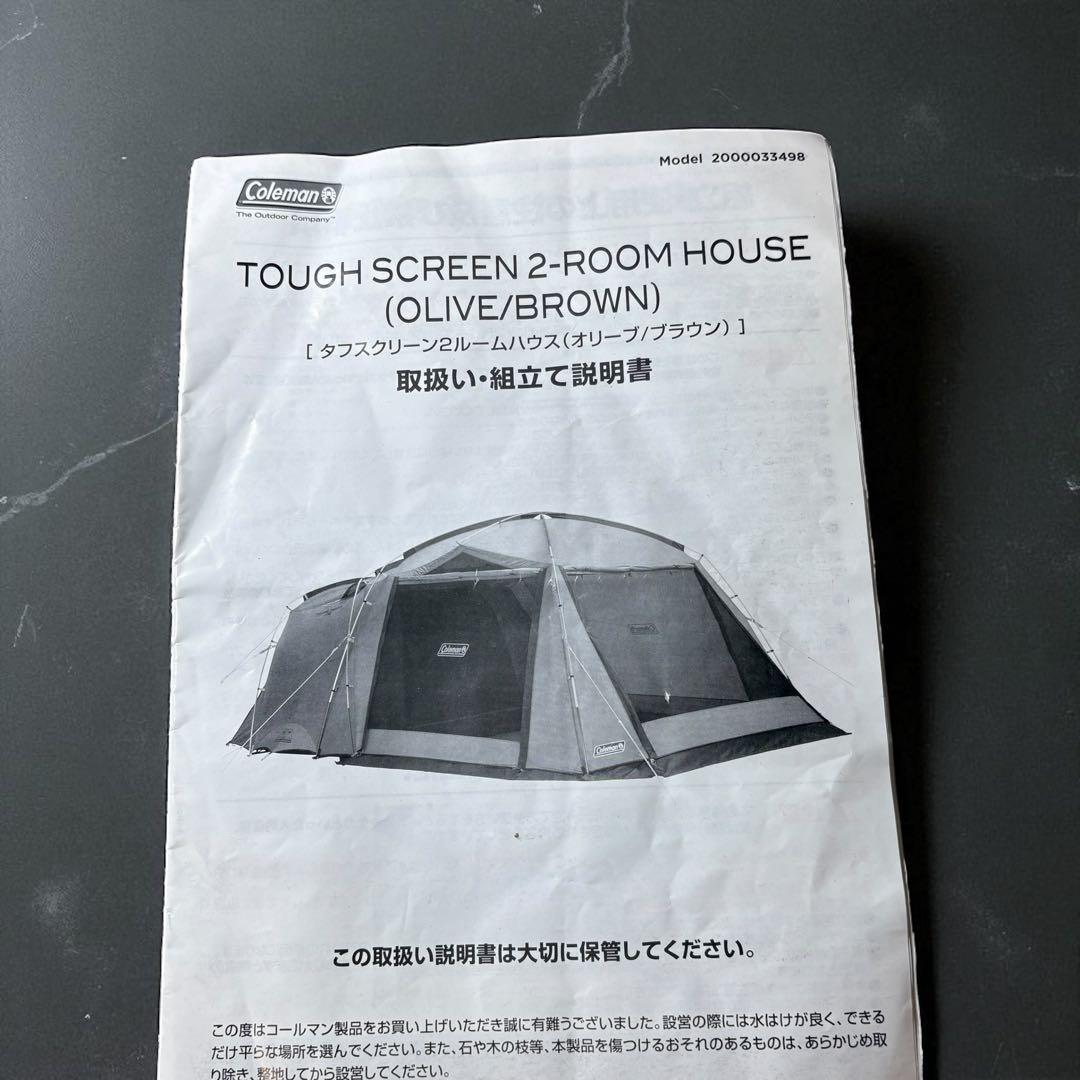 Model 2000033498
Coleman
The Outdoor Company™
TOUGH SCREEN 2-ROOM HOUSE
(OLIVE/BROWN)
[ タフスクリーン2ルームハウス(オリーブ/ブラウン) ]
取扱い・組立て説明書
Coleman
Coleman
この取扱い説明書は大切に保管してください。
この度はコールマン製品をお買い上げいただき誠に有難うございました。設営の際には水はけが良く、できる
だけ平らな場所を選んでください。また、石や木の枝等、本製品を傷つけるおそれのあるものは、あらかじめ取
り除き、整地してから設営してください。